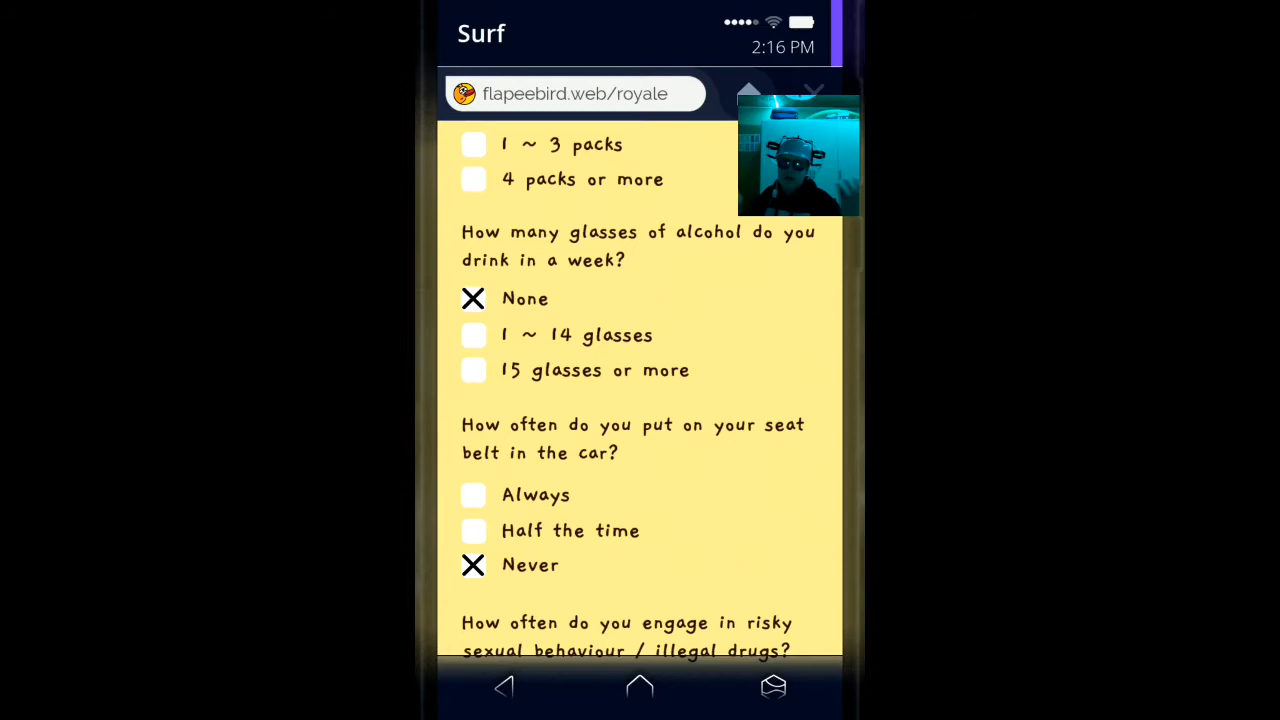 Surf
2:16 PM
flapeebird.web/royale
1 ~ 3 packs
4 packs or more
How many glasses of alcohol do you
drink in a week?
None
1 ~ 14 glasses
15 glasses or more
How often do you put on your seat
belt in the car?
Always
Half the time
Never
How often do you engage in risky
sexual behaviour / illegal drugs?